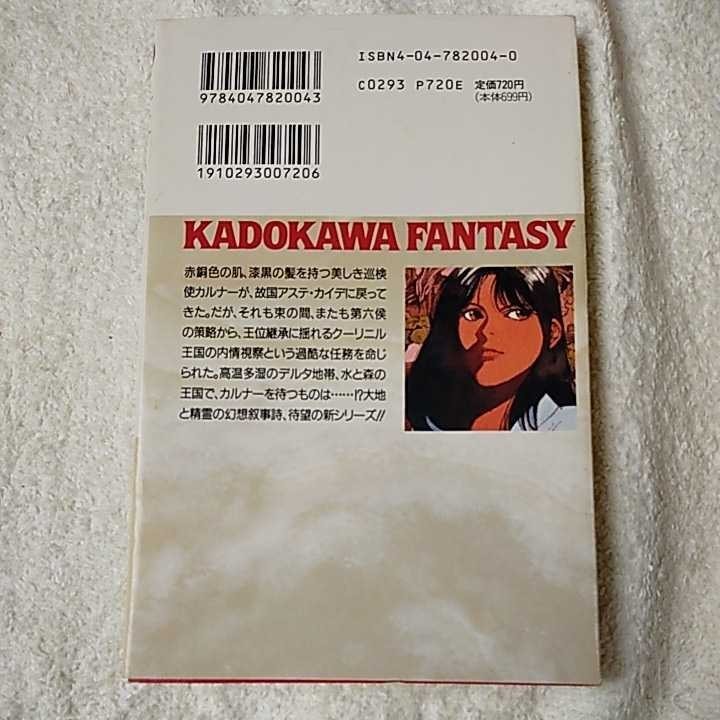 ISBN4-04-782004-0
9784047820043
C0293 P720E 定価720円
(本体699円)
1910293007206
KADOKAWA FANTASY
赤銅色の肌、漆黒の髪を持つ美しき巡検
使カルナーが、故国アステ・カイデに戻って
きた。だが、それも束の間、またも第六侯
の策略から、王位継承に揺れるクーリニル
王国の内情視察という過酷な任務を命じ
られた。高温多湿のデルタ地帯、水と森の
王国で、カルナーを待つものは……!?大地
と精霊の幻想叙事詩、待望の新シリーズ!!